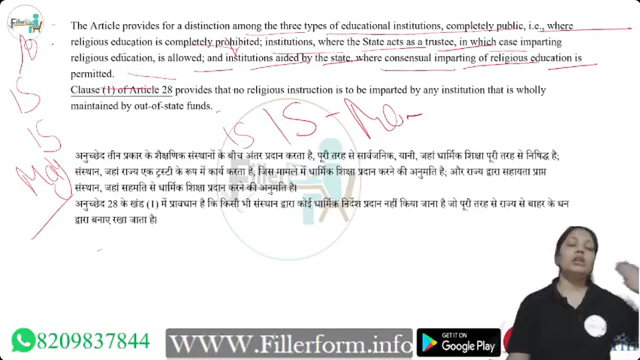 The Article provides for a distinction among the three types of educational institutions, completely public, i.e., where
religious education is completely prohibited; institutions, where the State acts as a trustee, in which case imparting
religious education, is allowed; and institutions aided by the state, where consensual imparting of religious education is
permitted.
Clause (1) of Article 28 provides that no religious instruction is to be imparted by any institution that is wholly
maintained by out-of-state funds.
15
15
15
15 -
अनुच्छेद तीन प्रकार के शैक्षणिक संस्थानों के बीच अंतर प्रदान करता है, पूरी तरह से सार्वजनिक, यानी, जहां धार्मिक शिक्षा पूरी तरह से निषिद्ध है;
संस्थान, जहां राज्य एक ट्रस्टी के रूप में कार्य करता है, जिस मामले में धार्मिक शिक्षा प्रदान करने की अनुमति है; और राज्य द्वारा सहायता प्राप्त
संस्थान, जहां सहमति से धार्मिक शिक्षा प्रदान करने की अनुमति है।
अनुच्छेद 28 के खंड (1) में प्रावधान है कि किसी भी संस्थान द्वारा कोई धार्मिक निर्देश प्रदान नहीं किया जाना है जो पूरी तरह से राज्य से बाहर के धन
द्वारा बनाए रखा जाता है।
8209837844
www.Fillerform.info
GET IT ON
Google Play